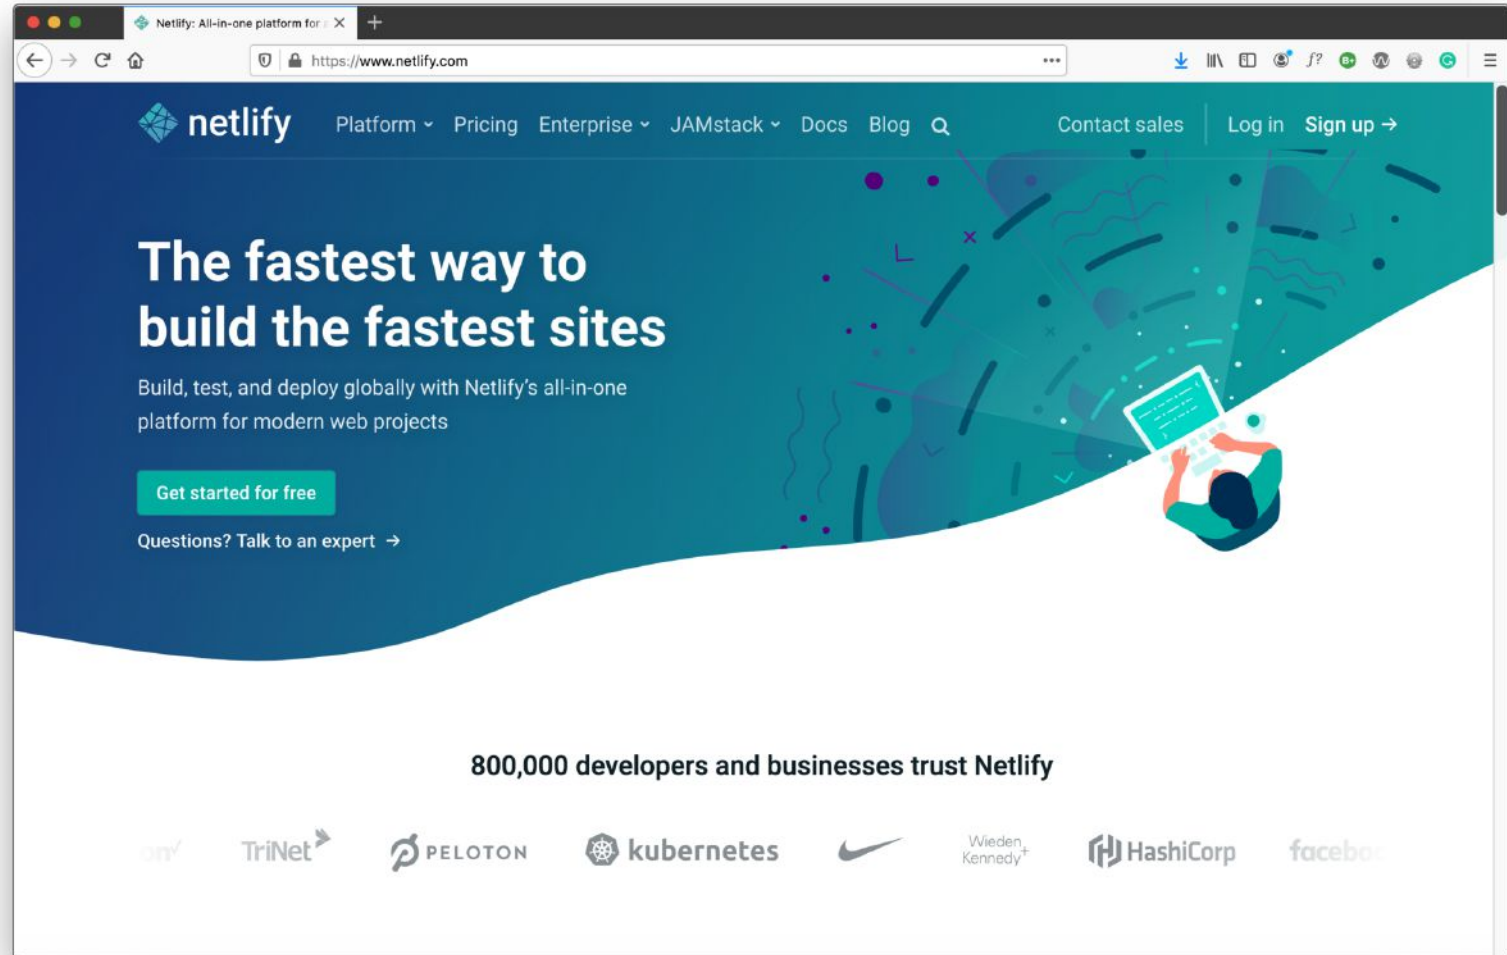 Netlify: All-in-one platform for
https://www.netlify.com
netlify Platform Pricing Enterprise JAMstack Docs Blog Contact sales Log in Sign up →
The fastest way to
build the fastest sites
Build, test, and deploy globally with Netlify's all-in-one
platform for modern web projects
Get started for free
Questions? Talk to an expert →
800,000 developers and businesses trust Netlify
TriNet PELOTON kubernetes Wieden Kennedy+ HashiCorp faceboo